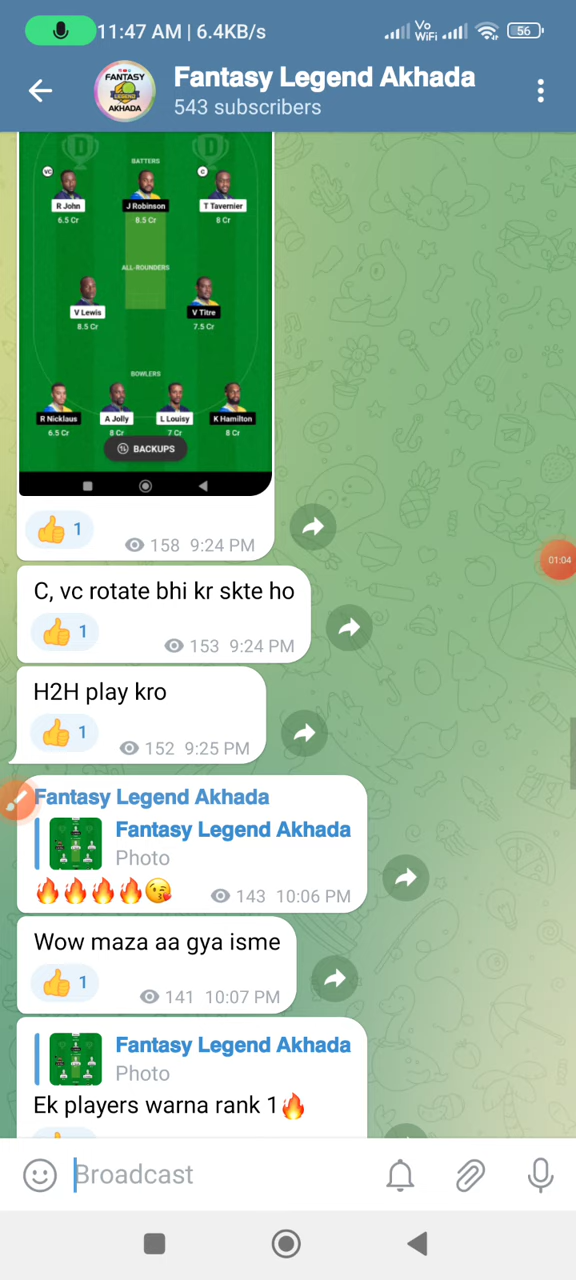 11:47 AM | 6.4KB/s
Vo
WiFi
56
FANTASY
LEGEND
AKHADA
Fantasy Legend Akhada
543 subscribers
BATTERS
VC
C
R John
J Robinson
T Tavernier
6.5 Cr
8.5 Cr
8 Cr
ALL-ROUNDERS
V Lewis
V Titre
8.5 Cr
7.5 Cr
BOWLERS
R Nicklaus
A Jolly
L Louisy
K Hamilton
6.5 Cr
8 Cr
7 Cr
8 Cr
BACKUPS
1
158 9:24 PM
01:04
C, vc rotate bhi kr skte ho
1
153 9:24 PM
H2H play kro
1
152 9:25 PM
Fantasy Legend Akhada
Fantasy Legend Akhada
Photo
143 10:06 PM
Wow maza aa gya isme
1
141 10:07 PM
Fantasy Legend Akhada
Photo
Ek players warna rank 1
Broadcast